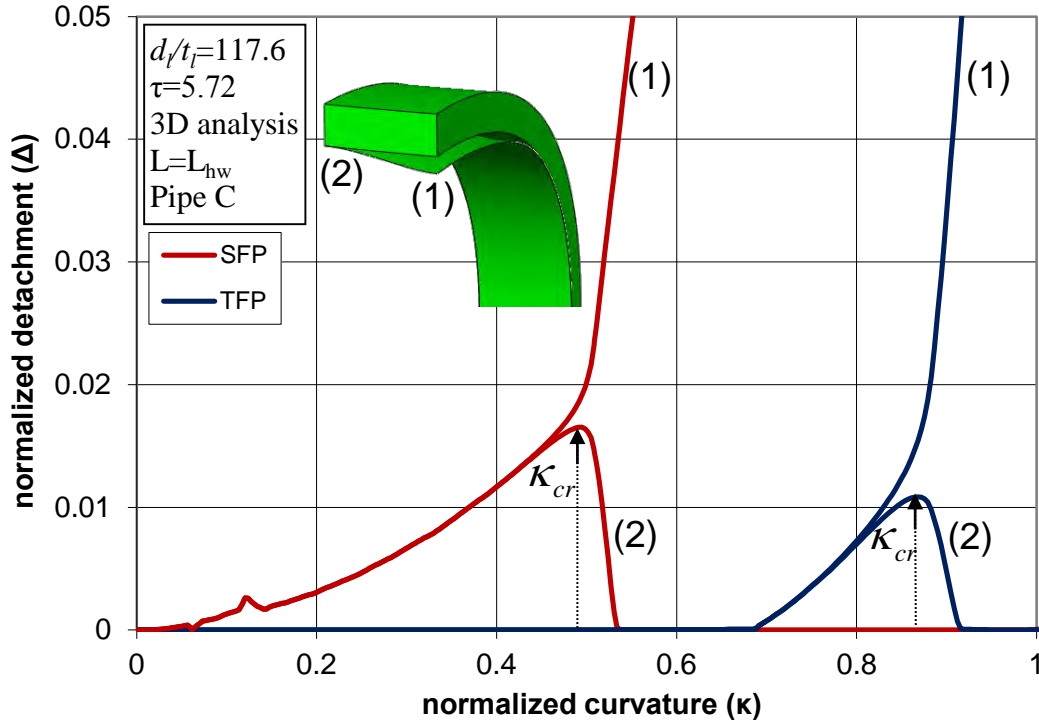 0.05
0.04
0.03
0.02
0.01
0
normalized detachment (Δ)
d_l/t_l=117.6
τ=5.72
3D analysis
L=L_hw
Pipe C
SFP
TFP
(2)
(1)
(1)
(1)
κ_cr
(2)
κ_cr
(2)
0
0.2
0.4
0.6
0.8
1
normalized curvature (κ)